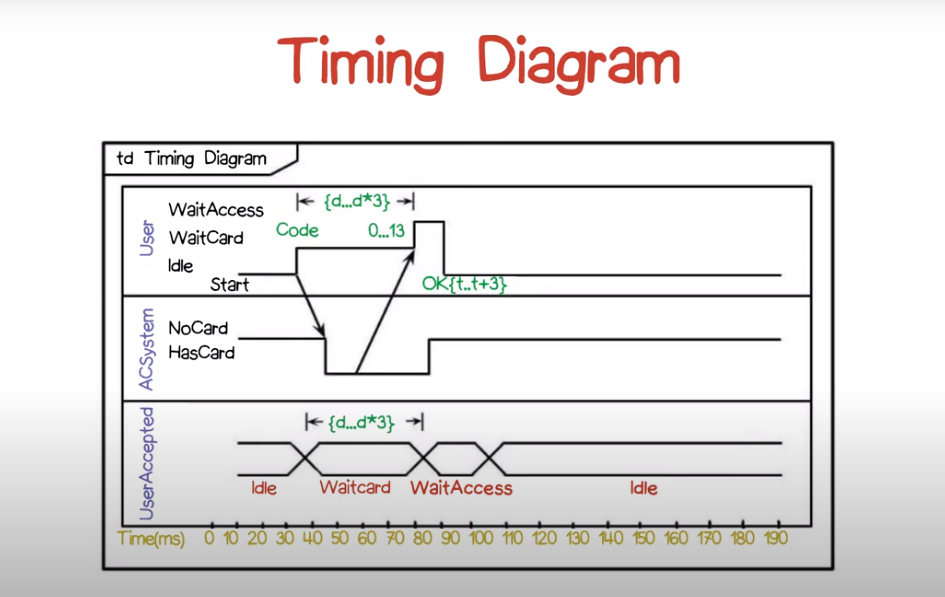 Timing Diagram
td Timing Diagram
User
WaitAccess
WaitCard
Idle
Start
{d...d*3}
Code
0...13
OK{t..t+3}
ACSystem
NoCard
HasCard
UserAccepted
{d...d*3}
Idle
Waitcard
WaitAccess
Idle
Time(ms) 0 10 20 30 40 50 60 70 80 90 100 110 120 130 140 150 160 170 180 190